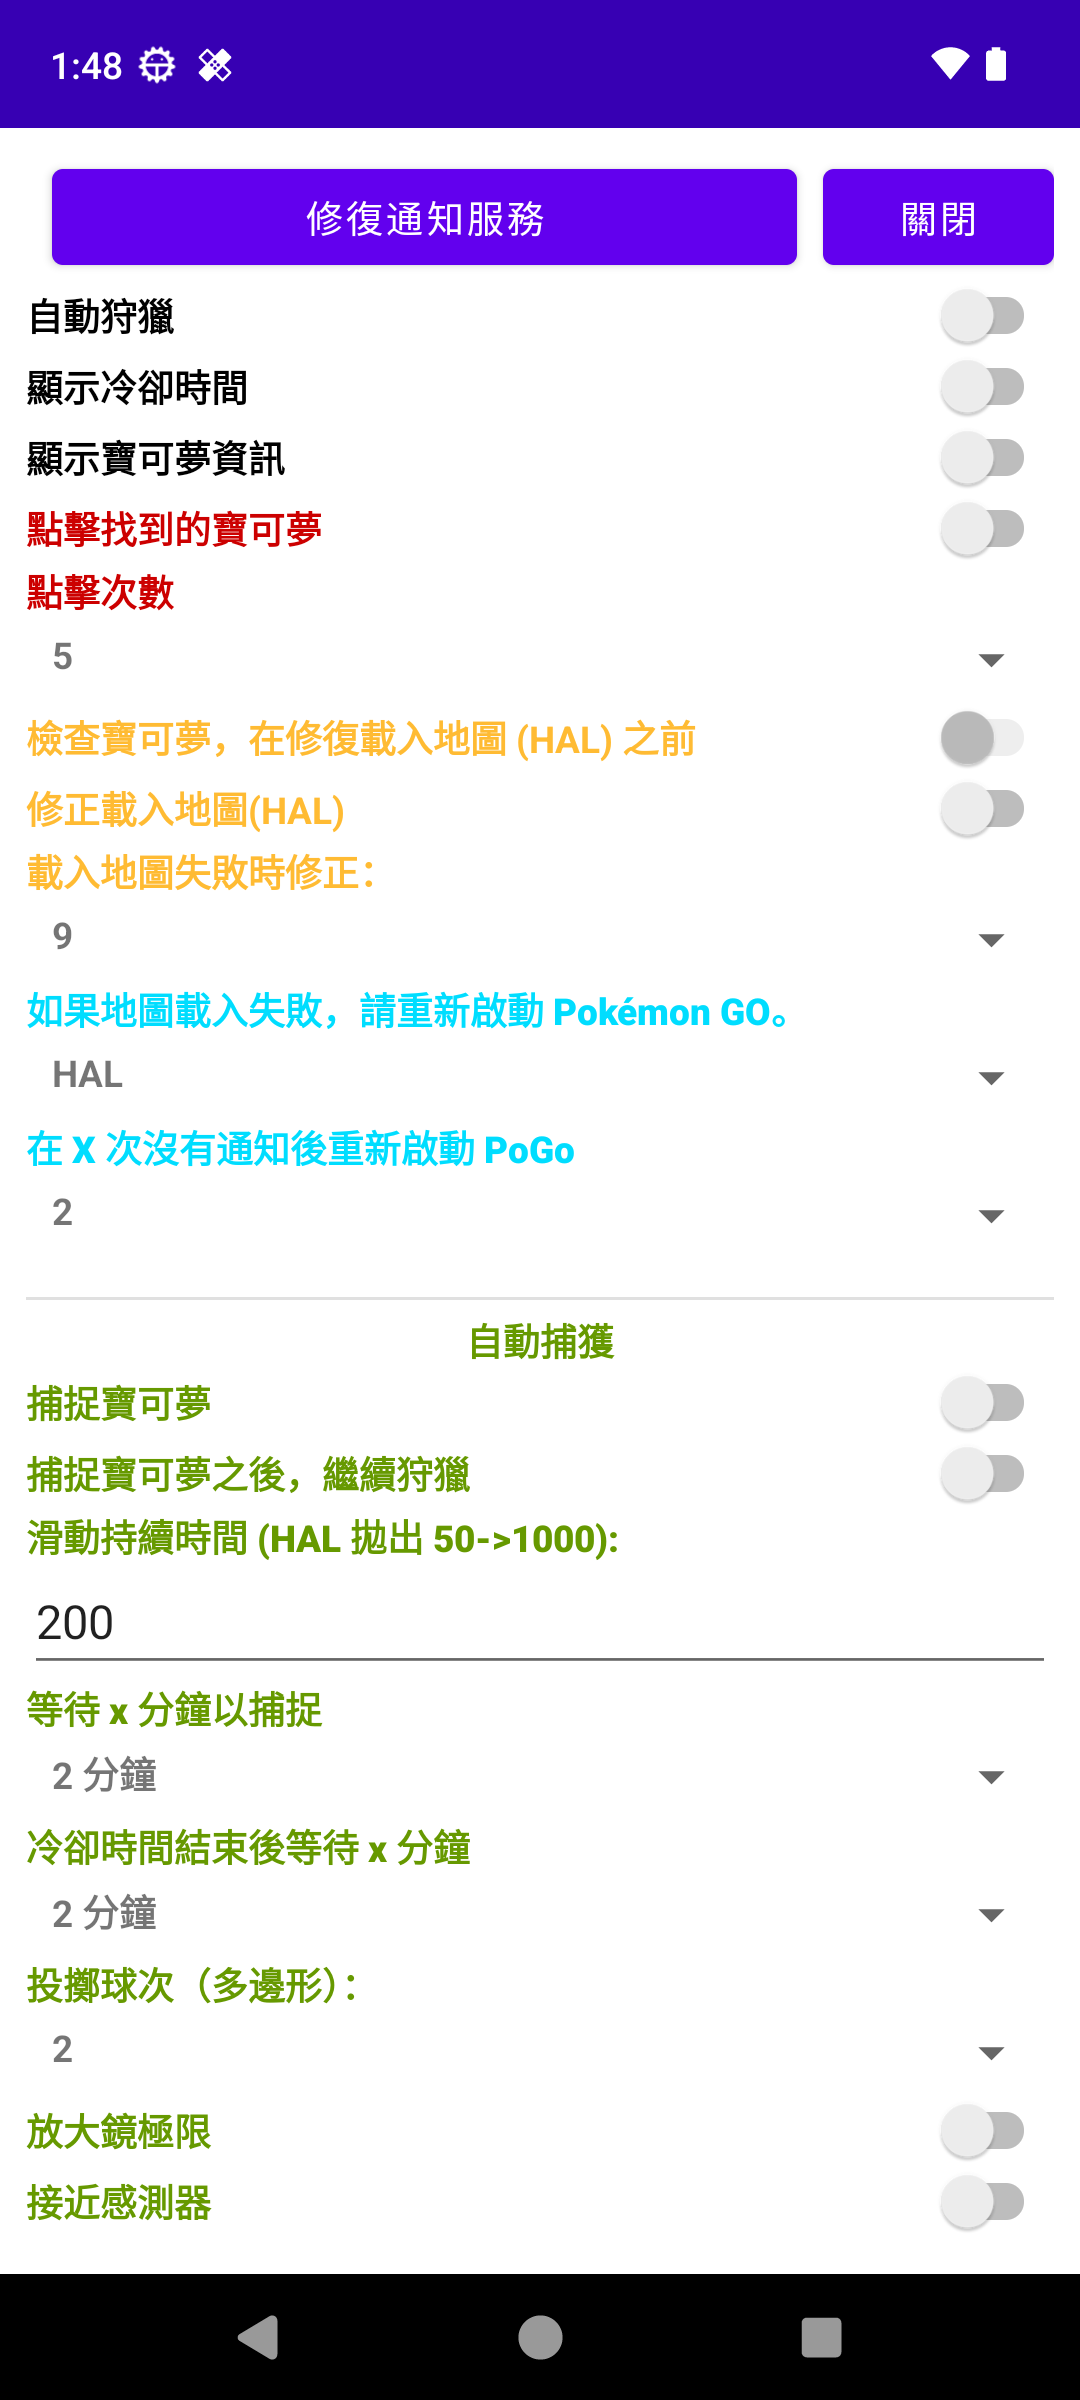 1:48
修復通知服務
關閉
自動狩獵
顯示冷卻時間
顯示寶可夢資訊
點擊找到的寶可夢
點擊次數
5
檢查寶可夢，在修復載入地圖 (HAL) 之前
修正載入地圖(HAL)
載入地圖失敗時修正：
9
如果地圖載入失敗，請重新啟動 Pokémon GO。
HAL
在 X 次沒有通知後重新啟動 PoGo
2
自動捕獲
捕捉寶可夢
捕捉寶可夢之後，繼續狩獵
滑動持續時間 (HAL 拋出 50->1000):
200
等待 x 分鐘以捕捉
2 分鐘
冷卻時間結束後等待 x 分鐘
2 分鐘
投擲球次（多邊形）：
2
放大鏡極限
接近感測器